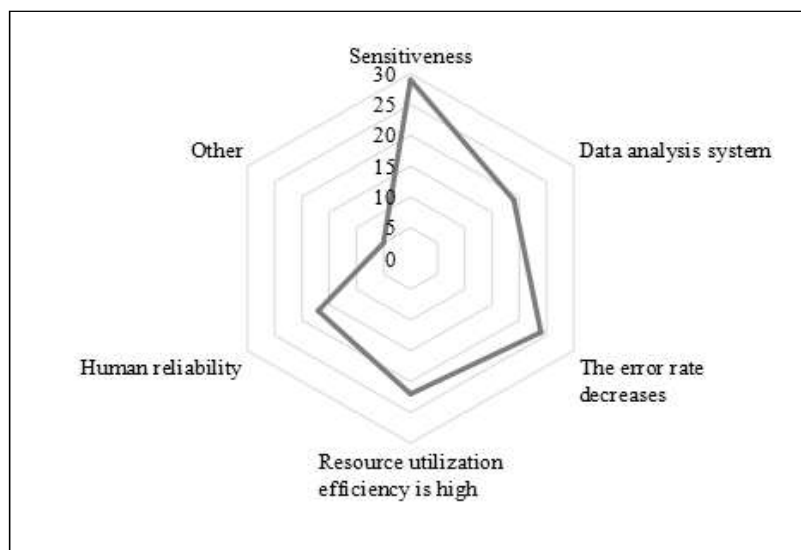 Sensitiveness
30
25
20
15
10
5
0
Other
Data analysis system
Human reliability
The error rate
decreases
Resource utilization
efficiency is high